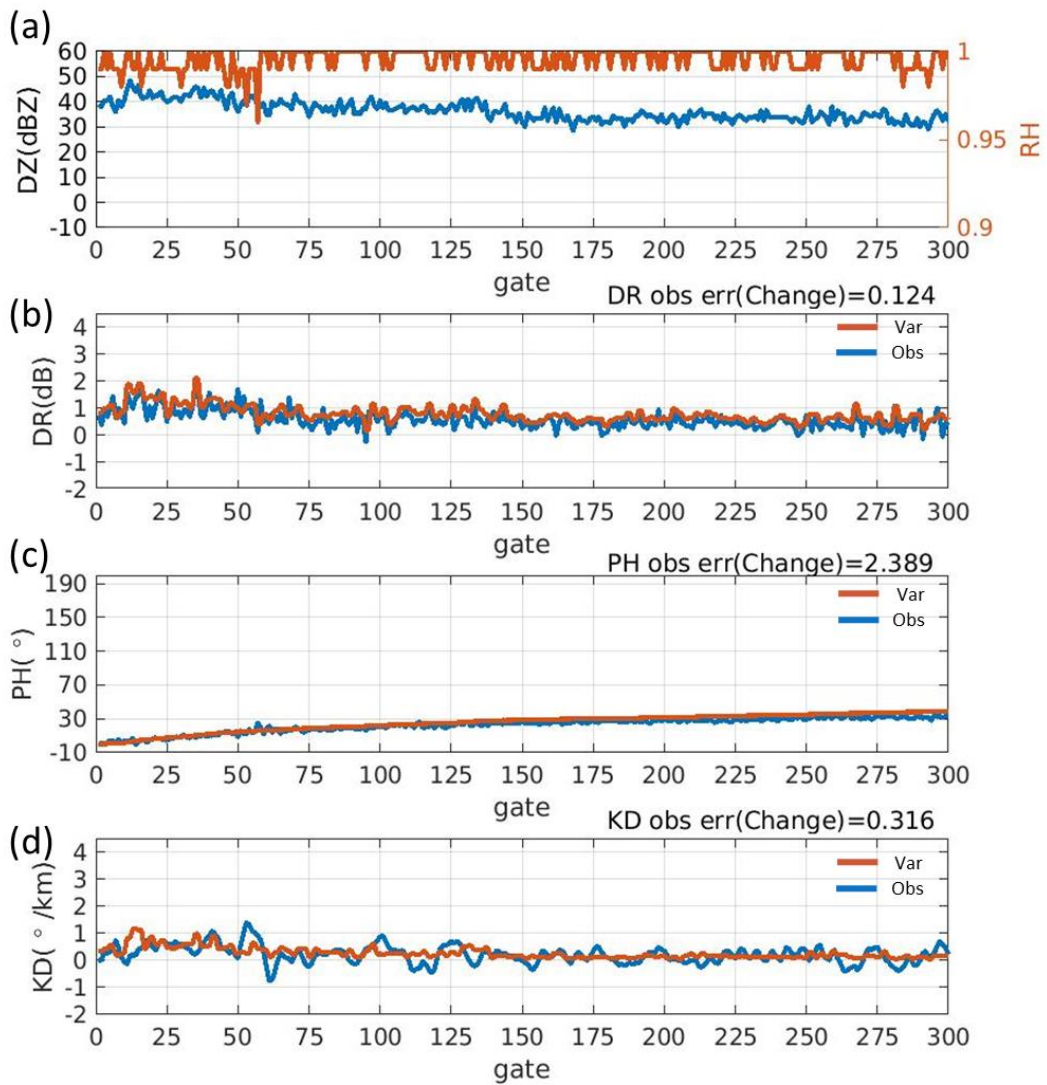 (a)
60
50
40
30
20
10
0
-10
DZ(dBZ)
1
0.95
0.9
RH
0 25 50 75 100 125 150 175 200 225 250 275 300
gate
(b)
DR obs err(Change)=0.124
4
3
2
1
0
-1
-2
DR(dB)
Var
Obs
0 25 50 75 100 125 150 175 200 225 250 275 300
gate
(c)
PH obs err(Change)=2.389
190
150
110
70
30
-10
PH(°)
Var
Obs
0 25 50 75 100 125 150 175 200 225 250 275 300
gate
(d)
KD obs err(Change)=0.316
4
3
2
1
0
-1
-2
KD(°/km)
Var
Obs
0 25 50 75 100 125 150 175 200 225 250 275 300
gate